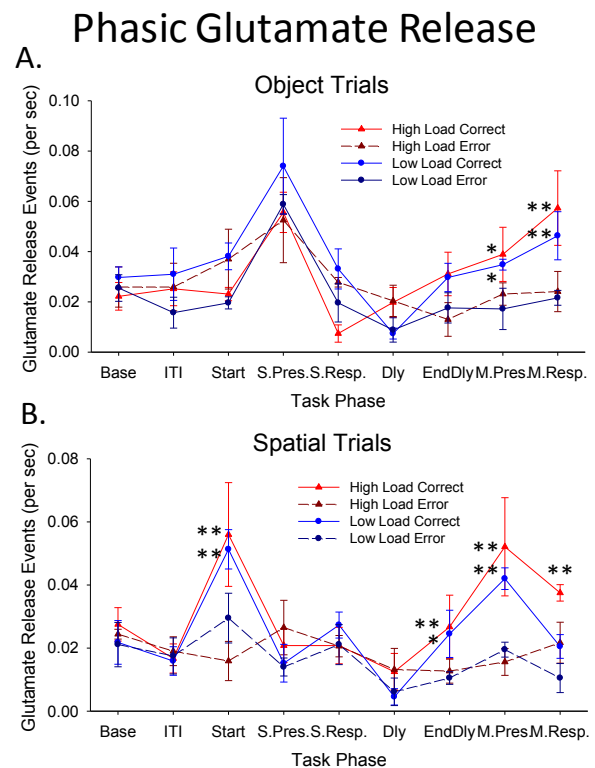 Phasic Glutamate Release
A.
Object Trials
0.10
0.08
0.06
0.04
0.02
0.00
Glutamate Release Events (per sec)
High Load Correct
High Load Error
Low Load Correct
Low Load Error
**
**
*
*
Base ITI Start S.Pres. S.Resp. Dly EndDly M.Pres. M.Resp.
Task Phase
B.
Spatial Trials
0.08
0.06
0.04
0.02
0.00
Glutamate Release Events (per sec)
High Load Correct
High Load Error
Low Load Correct
Low Load Error
**
**
**
**
**
**
*
Base ITI Start S.Pres. S.Resp. Dly EndDly M.Pres. M.Resp.
Task Phase